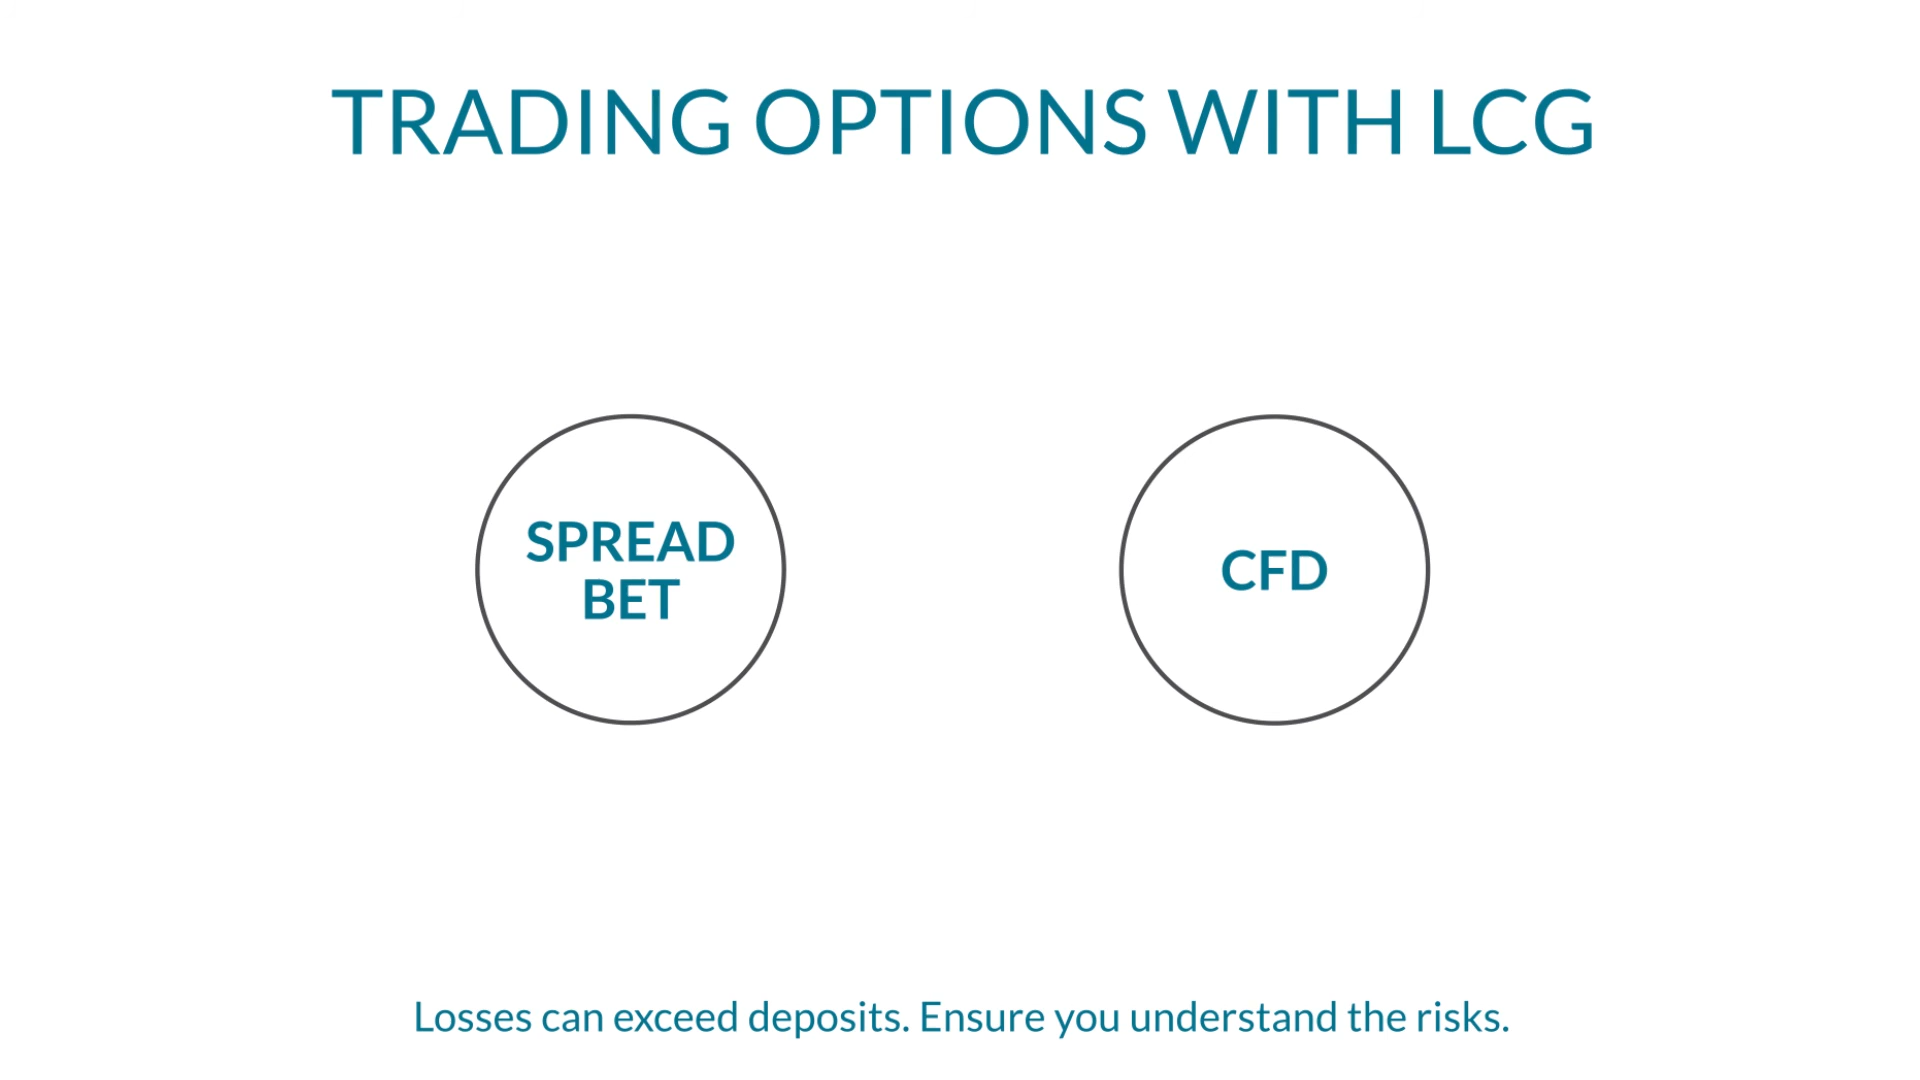 TRADING OPTIONS WITH LCG
SPREAD
BET
CFD
Losses can exceed deposits. Ensure you understand the risks.